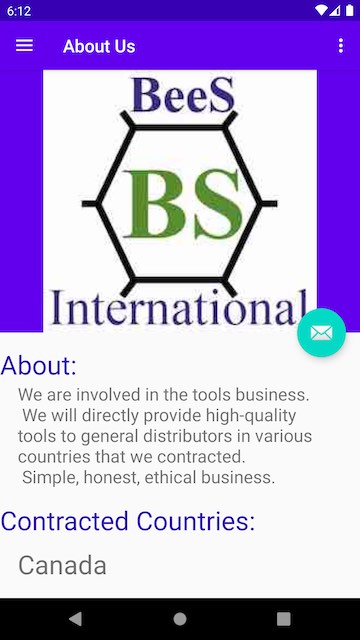 6:12
About Us
BeeS
BS
International
About:
We are involved in the tools business.
We will directly provide high-quality
tools to general distributors in various
countries that we contracted.
Simple, honest, ethical business.
Contracted Countries:
Canada